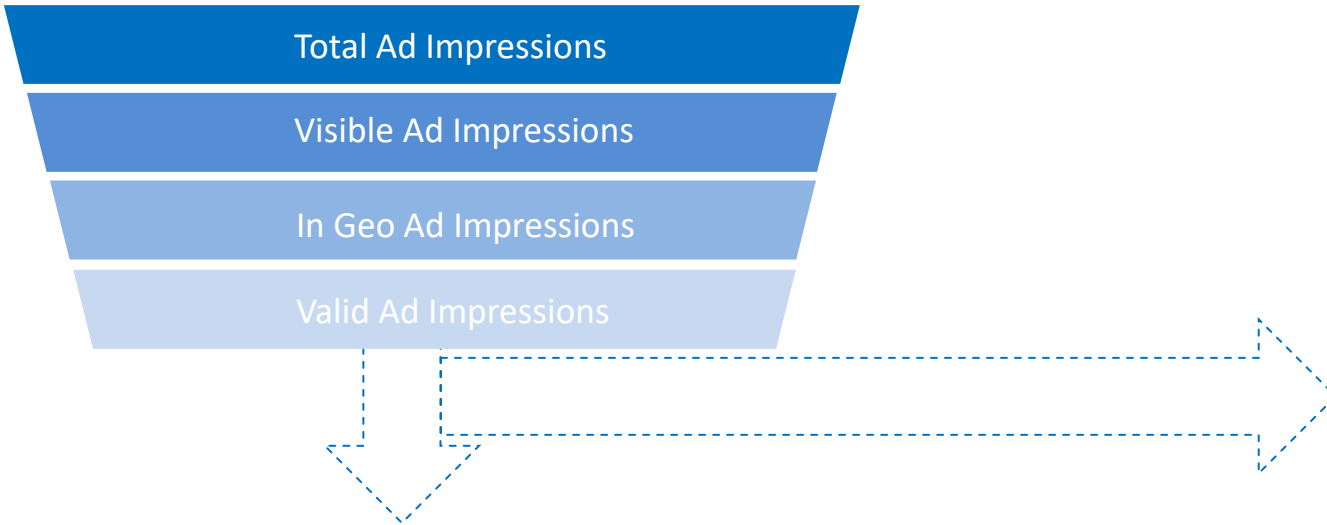 Total Ad Impressions
Visible Ad Impressions
In Geo Ad Impressions
Valid Ad Impressions